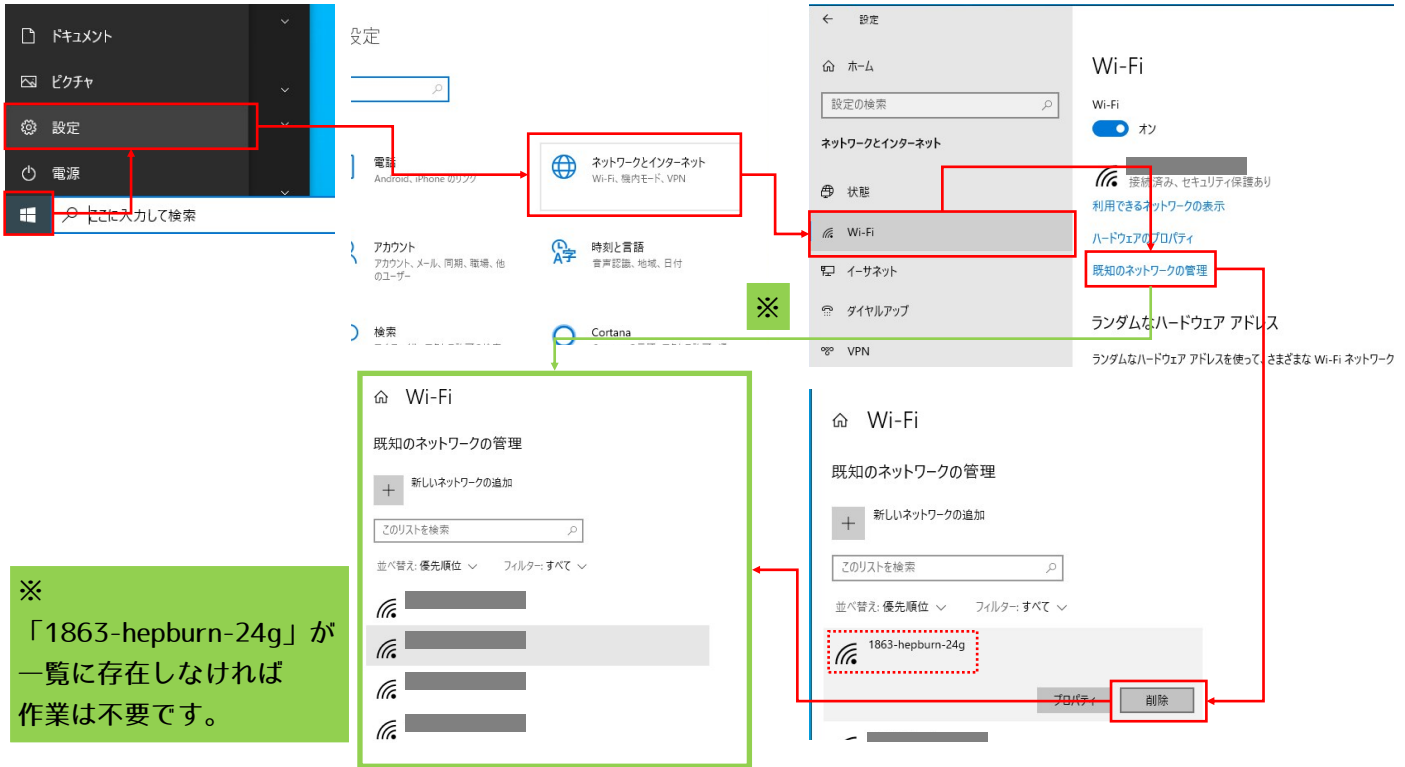 ドキュメント
ピクチャ
設定
電源
ここに入力して検索
設定
電話
Android、iPhone のリンク
ネットワークとインターネット
Wi-Fi、機内モード、VPN
アカウント
アカウント、メール、同期、職場、他
のユーザー
時刻と言語
音声認識、地域、日付
検索
Cortana
※
設定
ホーム
設定の検索
ネットワークとインターネット
状態
Wi-Fi
イーサネット
ダイヤルアップ
VPN
Wi-Fi
Wi-Fi
オン
接続済み、セキュリティ保護あり
利用できるネットワークの表示
ハードウェアのプロパティ
既知のネットワークの管理
ランダムなハードウェア アドレス
ランダムなハードウェア アドレスを使って、さまざまな Wi-Fi ネットワーク
Wi-Fi
既知のネットワークの管理
新しいネットワークの追加
このリストを検索
並べ替え: 優先順位 フィルター: すべて
Wi-Fi
既知のネットワークの管理
新しいネットワークの追加
このリストを検索
並べ替え: 優先順位 フィルター: すべて
1863-hepburn-24g
プロパティ 削除
※
「1863-hepburn-24g」が
一覧に存在しなければ
作業は不要です。